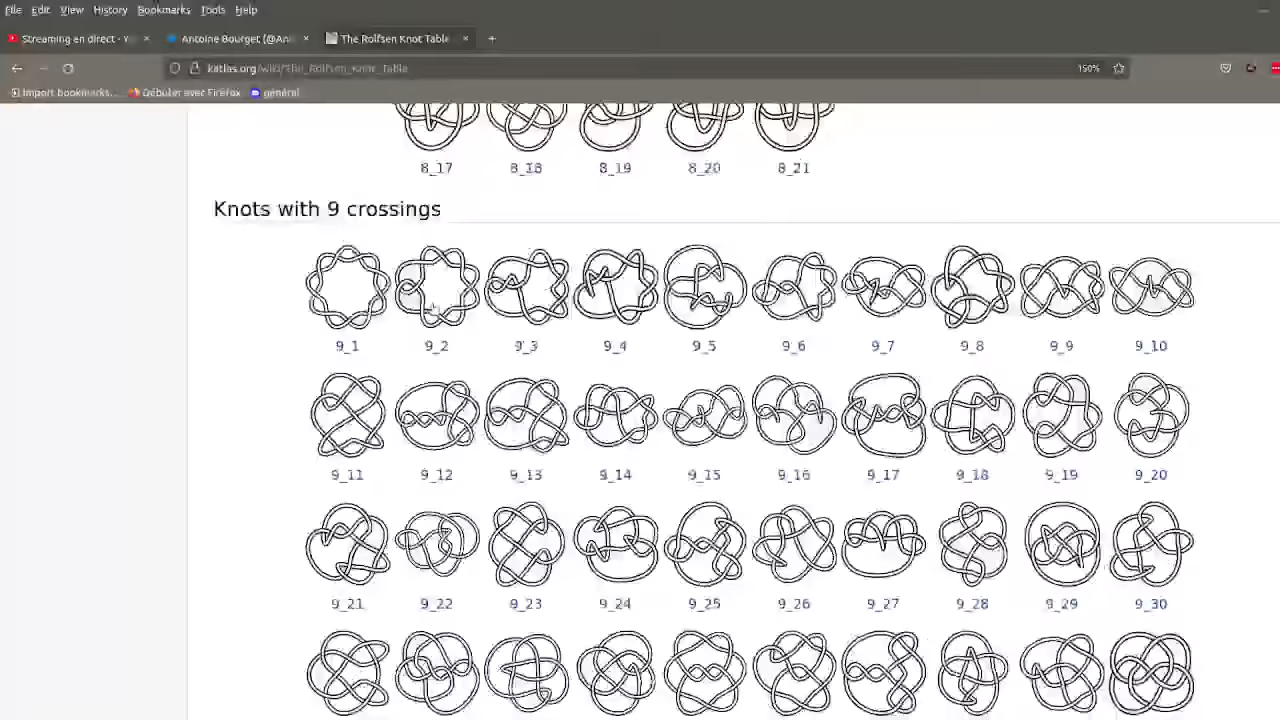 File Edit View History Bookmarks Tools Help
Streaming en direct - Y × Antoine Bourget (@An × The Rolfsen Knot Table × +
katlas.org/wiki/The_Rolfsen_Knot_Table 150%
Import bookmarks... Débuter avec Firefox général
8_17 8_18 8_19 8_20 8_21
Knots with 9 crossings
9_1 9_2 9_3 9_4 9_5 9_6 9_7 9_8 9_9 9_10
9_11 9_12 9_13 9_14 9_15 9_16 9_17 9_18 9_19 9_20
9_21 9_22 9_23 9_24 9_25 9_26 9_27 9_28 9_29 9_30